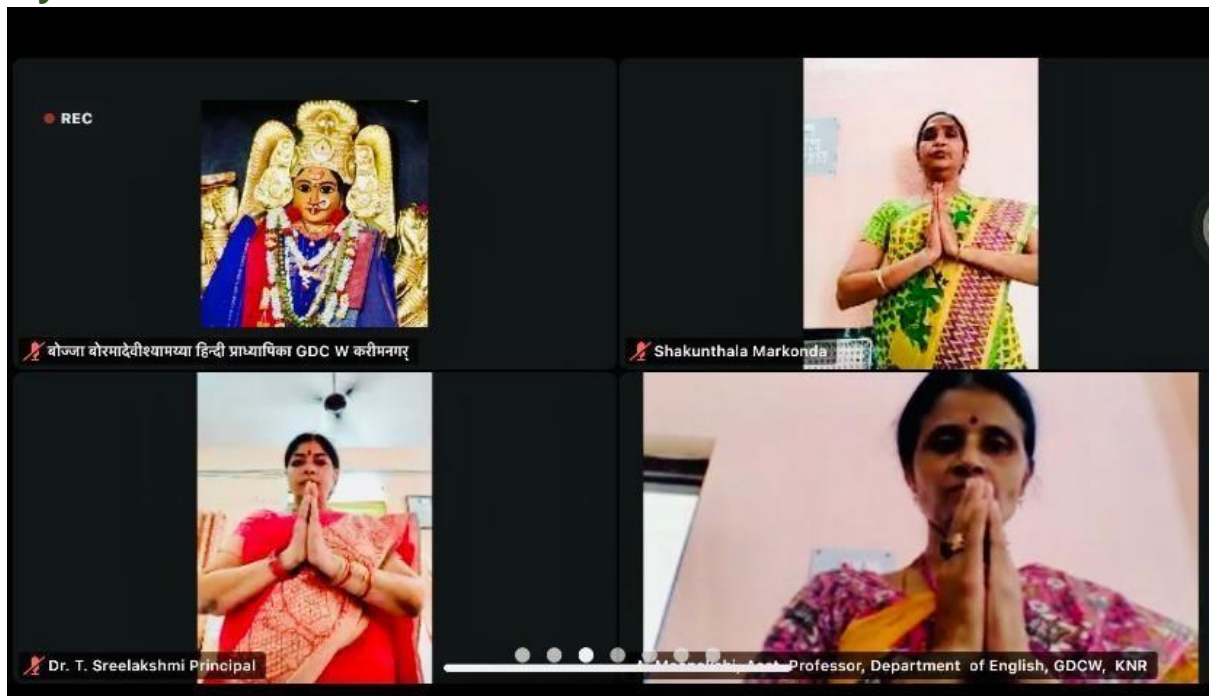 REC
बोज्जा बोरमादेवीश्यामय्या हिन्दी प्राध्यापिका GDC W करीमनगर्
Shakunthala Markonda
Dr. T. Sreelakshmi Principal
Professor, Department of English, GDCW, KNR